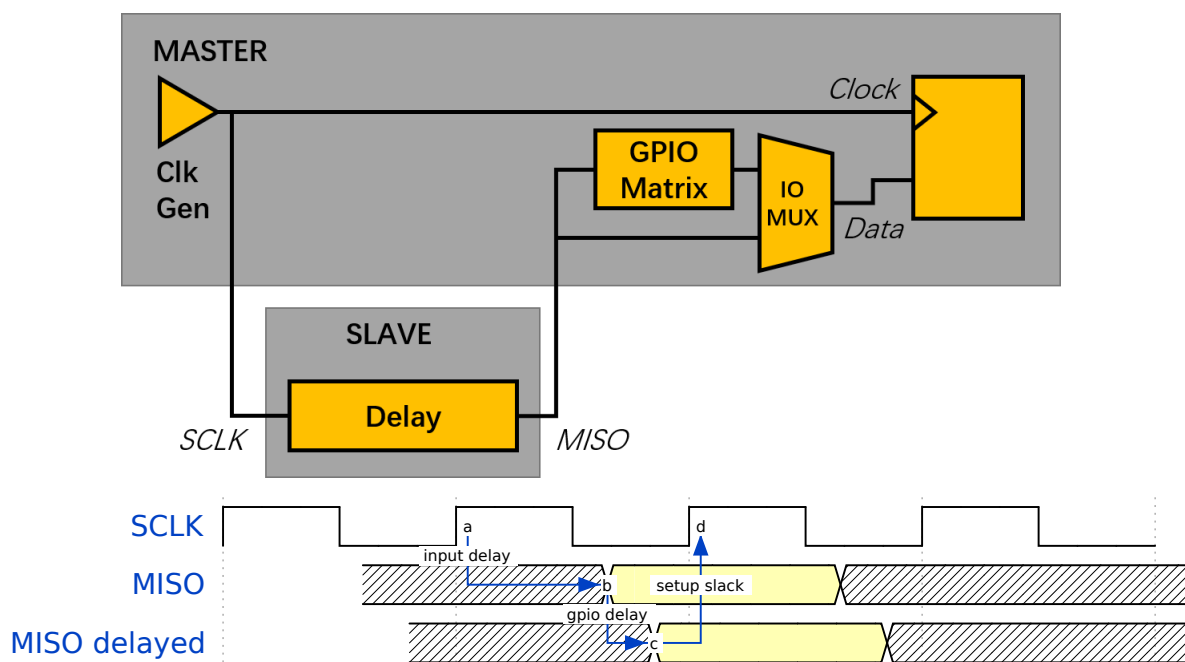 MASTER
Clock
Clk
Gen
GPIO
Matrix
IO
MUX
Data
SLAVE
Delay
SCLK
MISO
SCLK
a
d
input delay
MISO
b
setup slack
gpio delay
MISO delayed
c